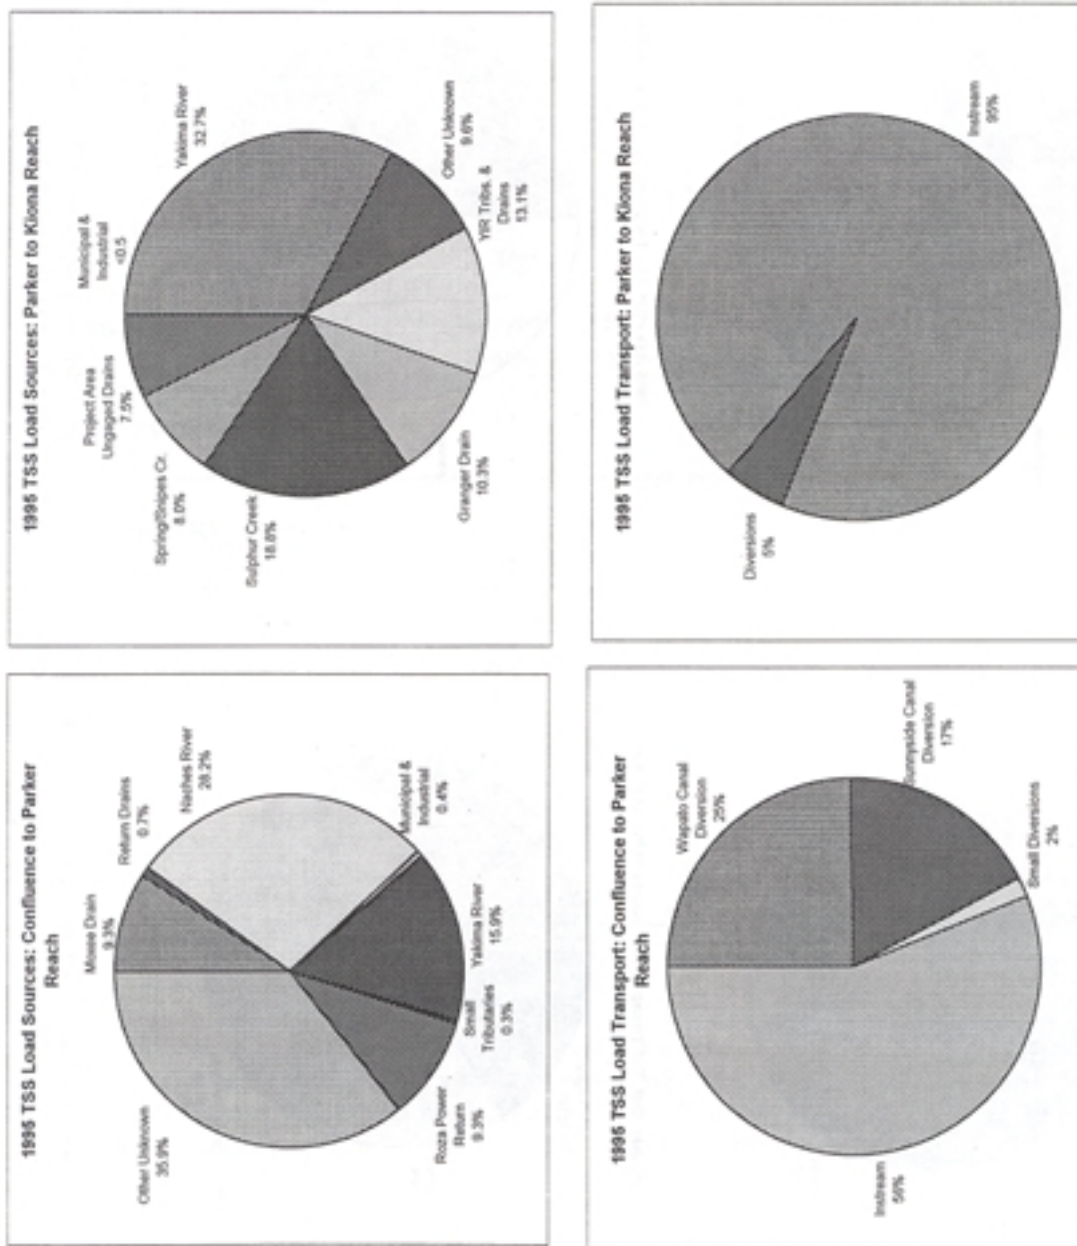 1995 TSS Load Sources: Confluence to Parker
Reach
Other Unknown
35.9%
Moxee Drain
9.3%
Return Drains
0.7%
Naches River
28.2%
Municipal &
Industrial
0.4%
Yakima River
15.9%
Small
Tributaries
0.3%
Roza Power
Return
9.3%
1995 TSS Load Sources: Parker to Kiona Reach
Municipal &
Industrial
<0.5
Yakima River
32.7%
Other Unknown
9.6%
YIR Tribs. &
Drains
13.1%
Granger Drain
10.3%
Sulphur Creek
18.8%
Spring/Snipes Cr.
8.0%
Project Area
Ungaged Drains
7.5%
1995 TSS Load Transport: Confluence to Parker
Reach
Wapato Canal
Diversion
25%
Sunnyside Canal
Diversion
17%
Small Diversions
2%
Instream
56%
1995 TSS Load Transport: Parker to Kiona Reach
Diversions
5%
Instream
95%